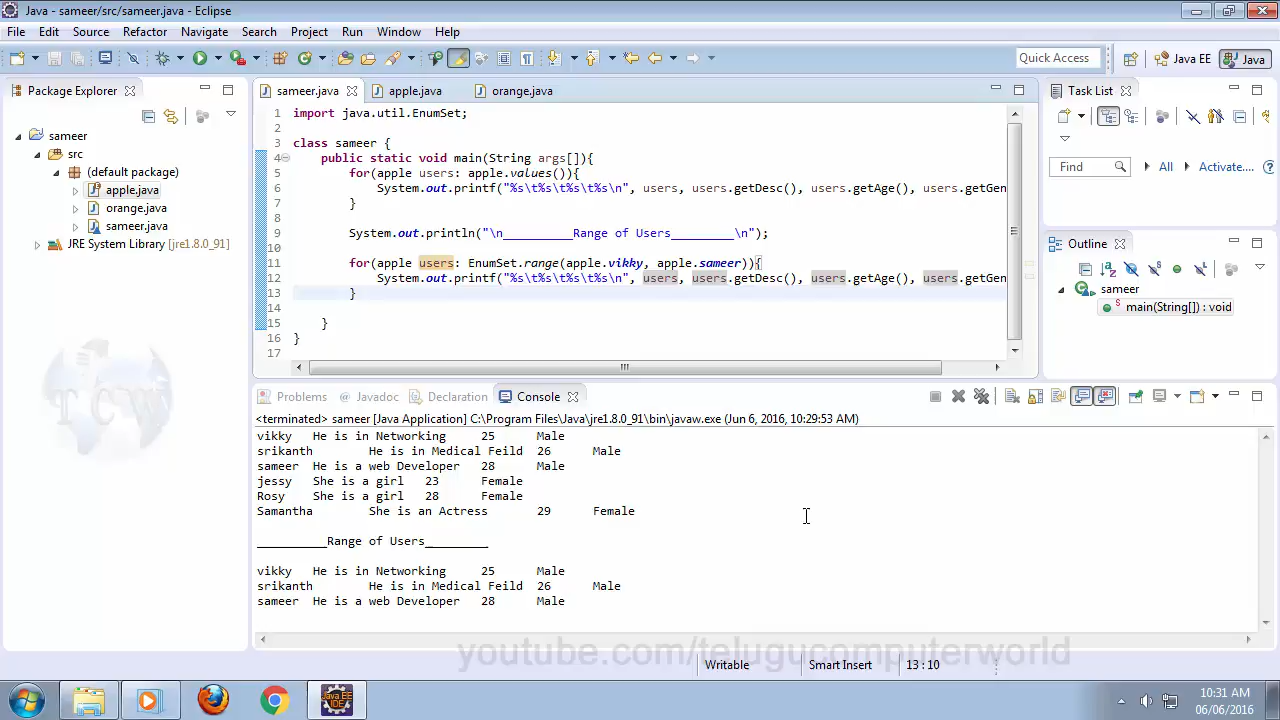 Java - sameer/src/sameer.java - Eclipse
File Edit Source Refactor Navigate Search Project Run Window Help
Quick Access Java EE Java
Package Explorer
sameer
src
(default package)
apple.java
orange.java
sameer.java
JRE System Library [jre1.8.0_91]
TCW
sameer.java apple.java orange.java
1 import java.util.EnumSet;
2
3 class sameer {
4 public static void main(String args[]){
5 for(apple users: apple.values()){
6 System.out.printf("%s\t%s\t%s\t%s\n", users, users.getDesc(), users.getAge(), users.getGen
7 }
8
9 System.out.println("\n__________Range of Users_________\n");
10
11 for(apple users: EnumSet.range(apple.vikky, apple.sameer)){
12 System.out.printf("%s\t%s\t%s\t%s\n", users, users.getDesc(), users.getAge(), users.getGen
13 }
14
15 }
16 }
17
Task List
Find All Activate...
Outline
sameer
main(String[]) : void
Problems @ Javadoc Declaration Console
<terminated> sameer [Java Application] C:\Program Files\Java\jre1.8.0_91\bin\javaw.exe (Jun 6, 2016, 10:29:53 AM)
vikky He is in Networking 25 Male
srikanth He is in Medical Feild 26 Male
sameer He is a web Developer 28 Male
jessy She is a girl 23 Female
Rosy She is a girl 28 Female
Samantha She is an Actress 29 Female
__________Range of Users_________
vikky He is in Networking 25 Male
srikanth He is in Medical Feild 26 Male
sameer He is a web Developer 28 Male
youtube.com/telugucomputerworld
Writable Smart Insert 13 : 10
Java EE IDE
10:31 AM
06/06/2016